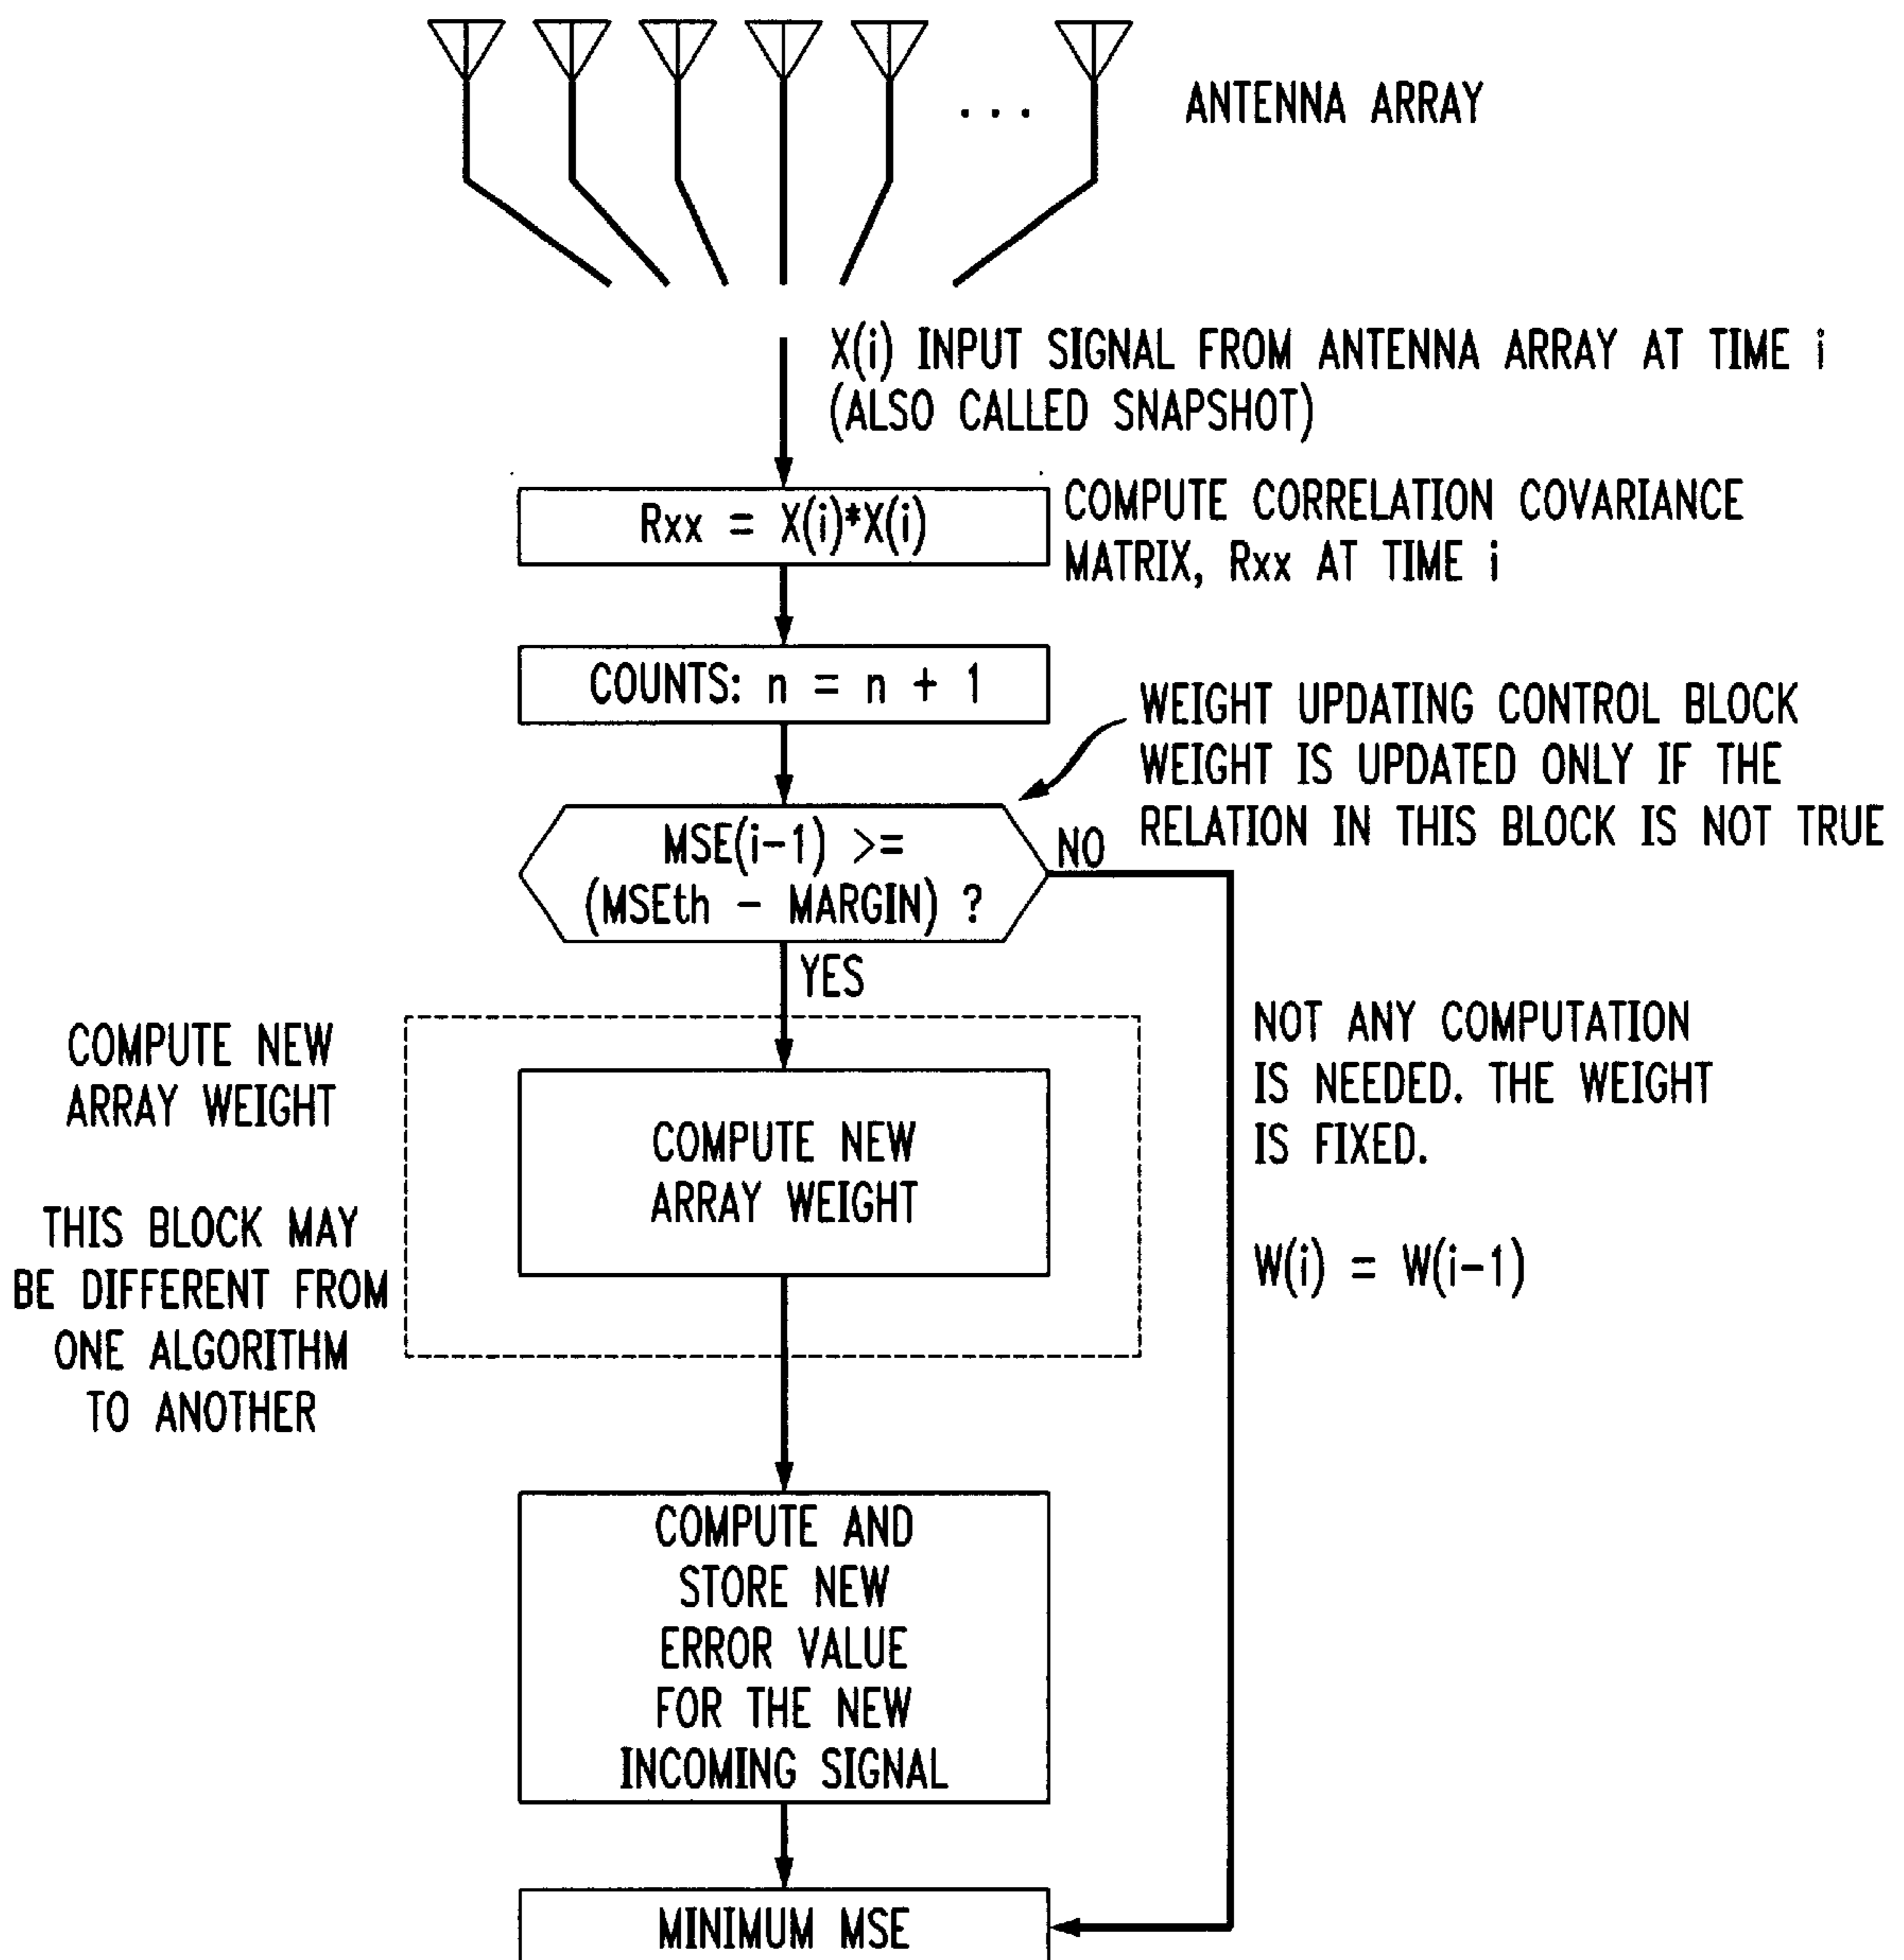 ANTENNA ARRAY
...
X(i) INPUT SIGNAL FROM ANTENNA ARRAY AT TIME i
(ALSO CALLED SNAPSHOT)
Rxx = X(i)*X(i)
COMPUTE CORRELATION COVARIANCE
MATRIX, Rxx AT TIME i
COUNTS: n = n + 1
WEIGHT UPDATING CONTROL BLOCK
WEIGHT IS UPDATED ONLY IF THE
RELATION IN THIS BLOCK IS NOT TRUE
MSE(i-1) >=
(MSEth - MARGIN) ?
NO
YES
COMPUTE NEW
ARRAY WEIGHT
THIS BLOCK MAY
BE DIFFERENT FROM
ONE ALGORITHM
TO ANOTHER
COMPUTE NEW
ARRAY WEIGHT
NOT ANY COMPUTATION
IS NEEDED. THE WEIGHT
IS FIXED.
W(i) = W(i-1)
COMPUTE AND
STORE NEW
ERROR VALUE
FOR THE NEW
INCOMING SIGNAL
MINIMUM MSE